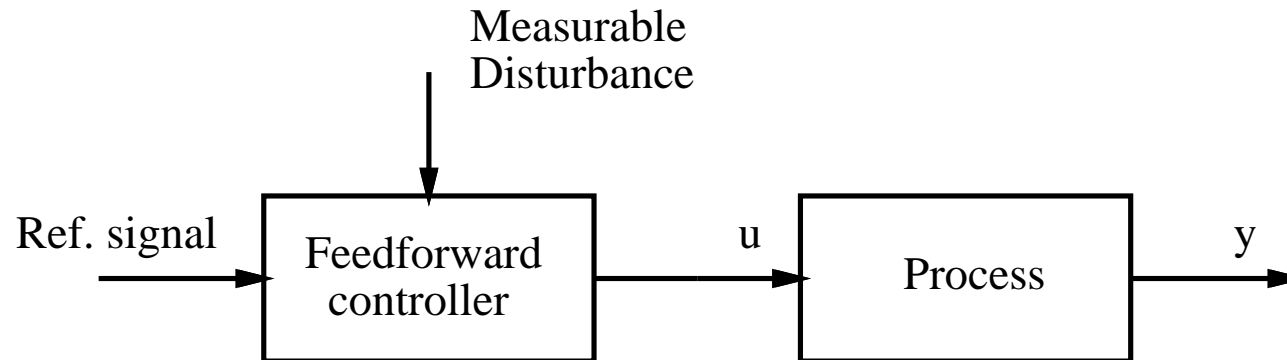 Measurable
Disturbance
Ref. signal
Feedforward
controller
u
Process
y